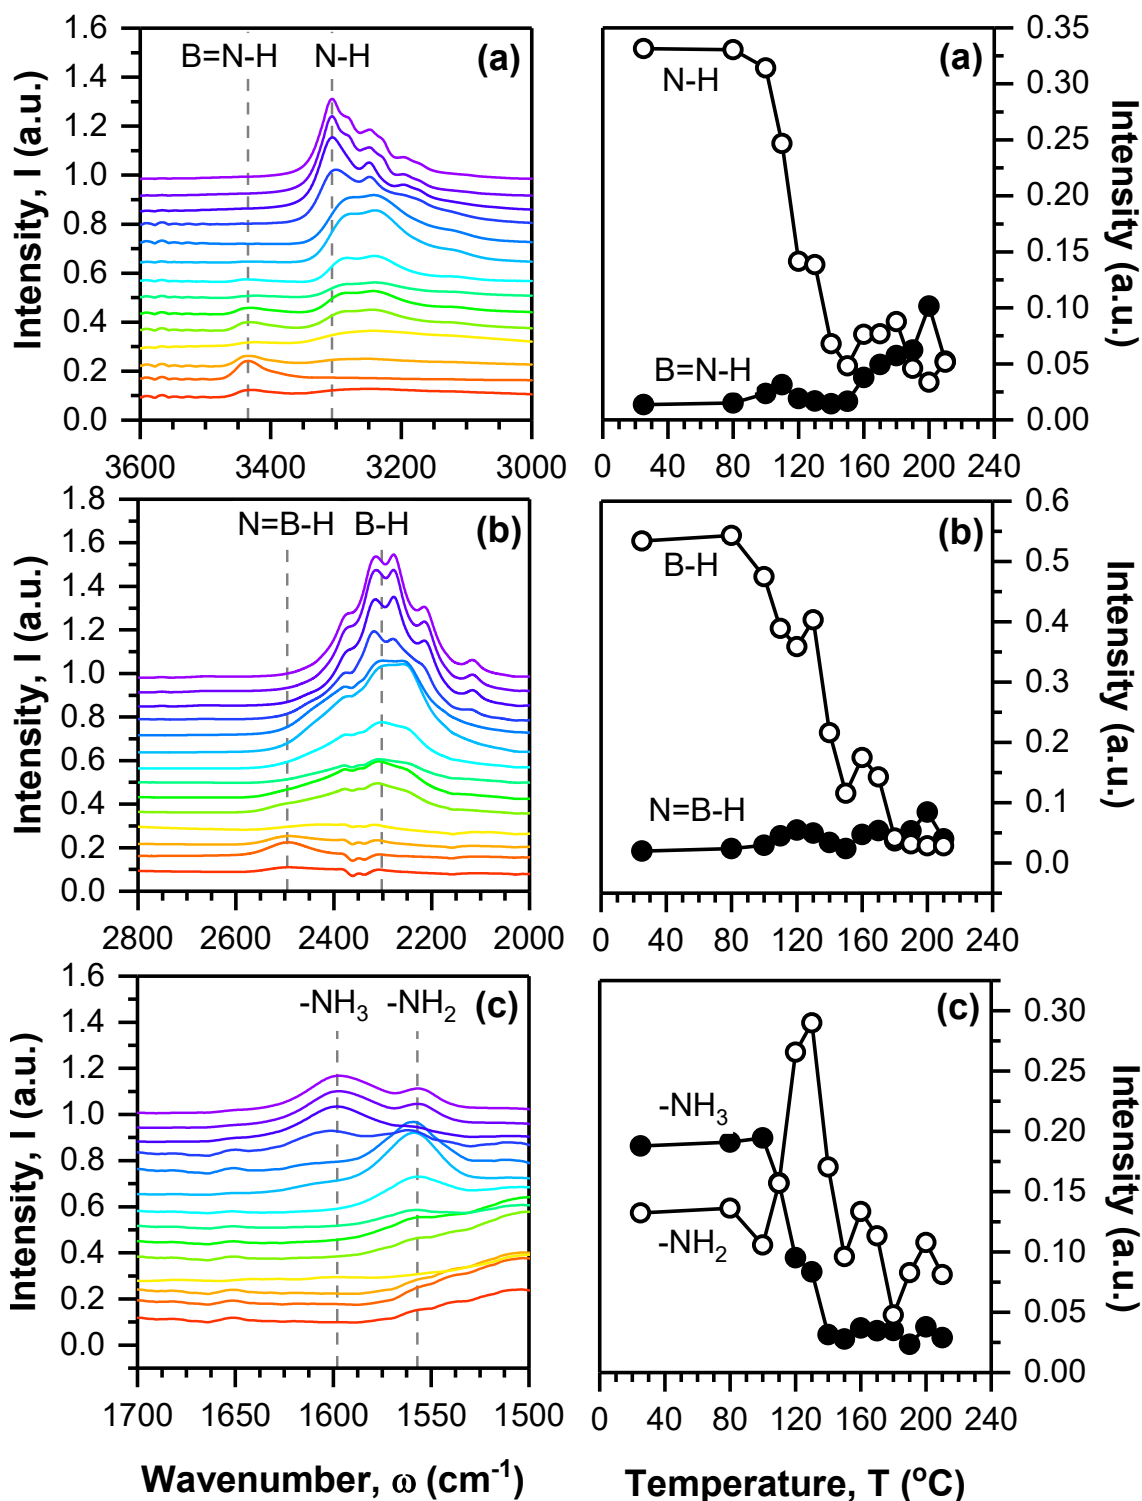 1.6
1.4
1.2
1.0
0.8
0.6
0.4
0.2
0.0
Intensity, I (a.u.)
B=N-H N-H (a)
3600 3400 3200 3000
(a)
N-H
B=N-H
0.35
0.30
0.25
0.20
0.15
0.10
0.05
0.00
Intensity (a.u.)
0 40 80 120 160 200 240
1.8
1.6
1.4
1.2
1.0
0.8
0.6
0.4
0.2
0.0
Intensity, I (a.u.)
N=B-H B-H (b)
2800 2600 2400 2200 2000
(b)
B-H
N=B-H
0.6
0.5
0.4
0.3
0.2
0.1
0.0
Intensity (a.u.)
0 40 80 120 160 200 240
1.6
1.4
1.2
1.0
0.8
0.6
0.4
0.2
0.0
Intensity, I (a.u.)
-NH₃ -NH₂ (c)
1700 1650 1600 1550 1500
Wavenumber, ω (cm⁻¹)
(c)
-NH₃
-NH₂
0.30
0.25
0.20
0.15
0.10
0.05
0.00
Intensity (a.u.)
0 40 80 120 160 200 240
Temperature, T (ºC)